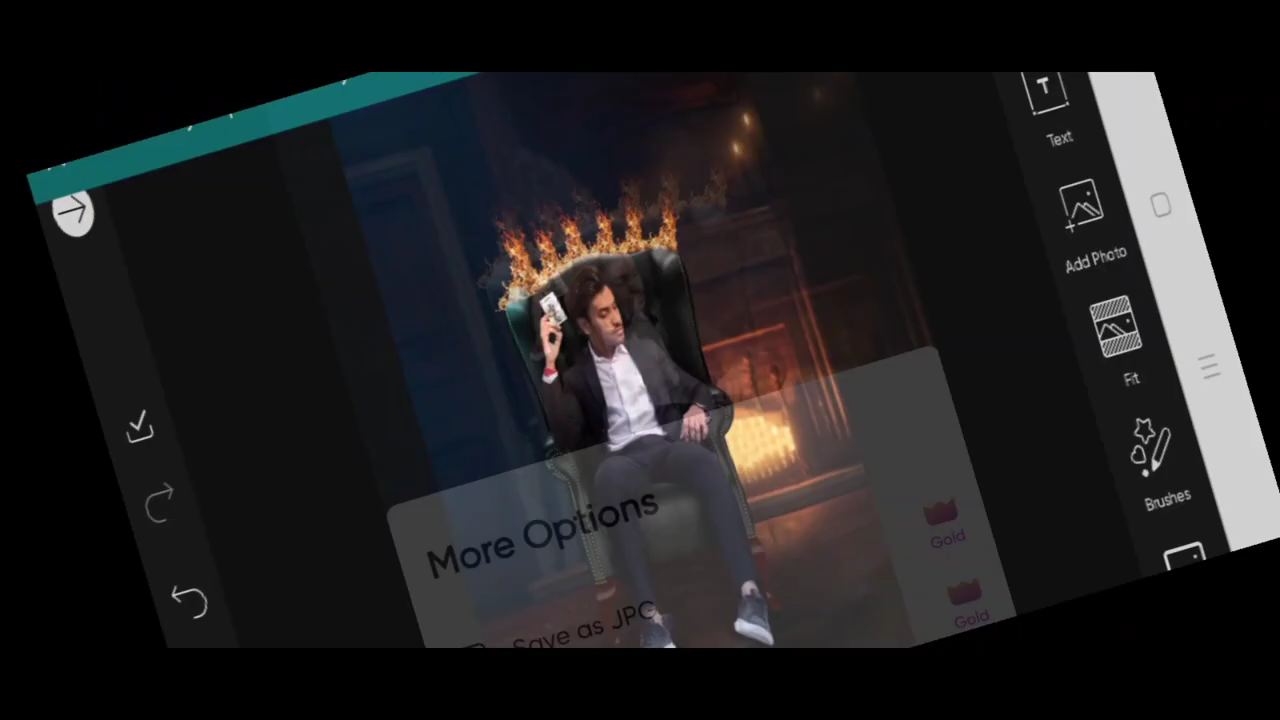 Text
Add Photo
Fit
Brushes
More Options
Gold
Save as JPG
Gold